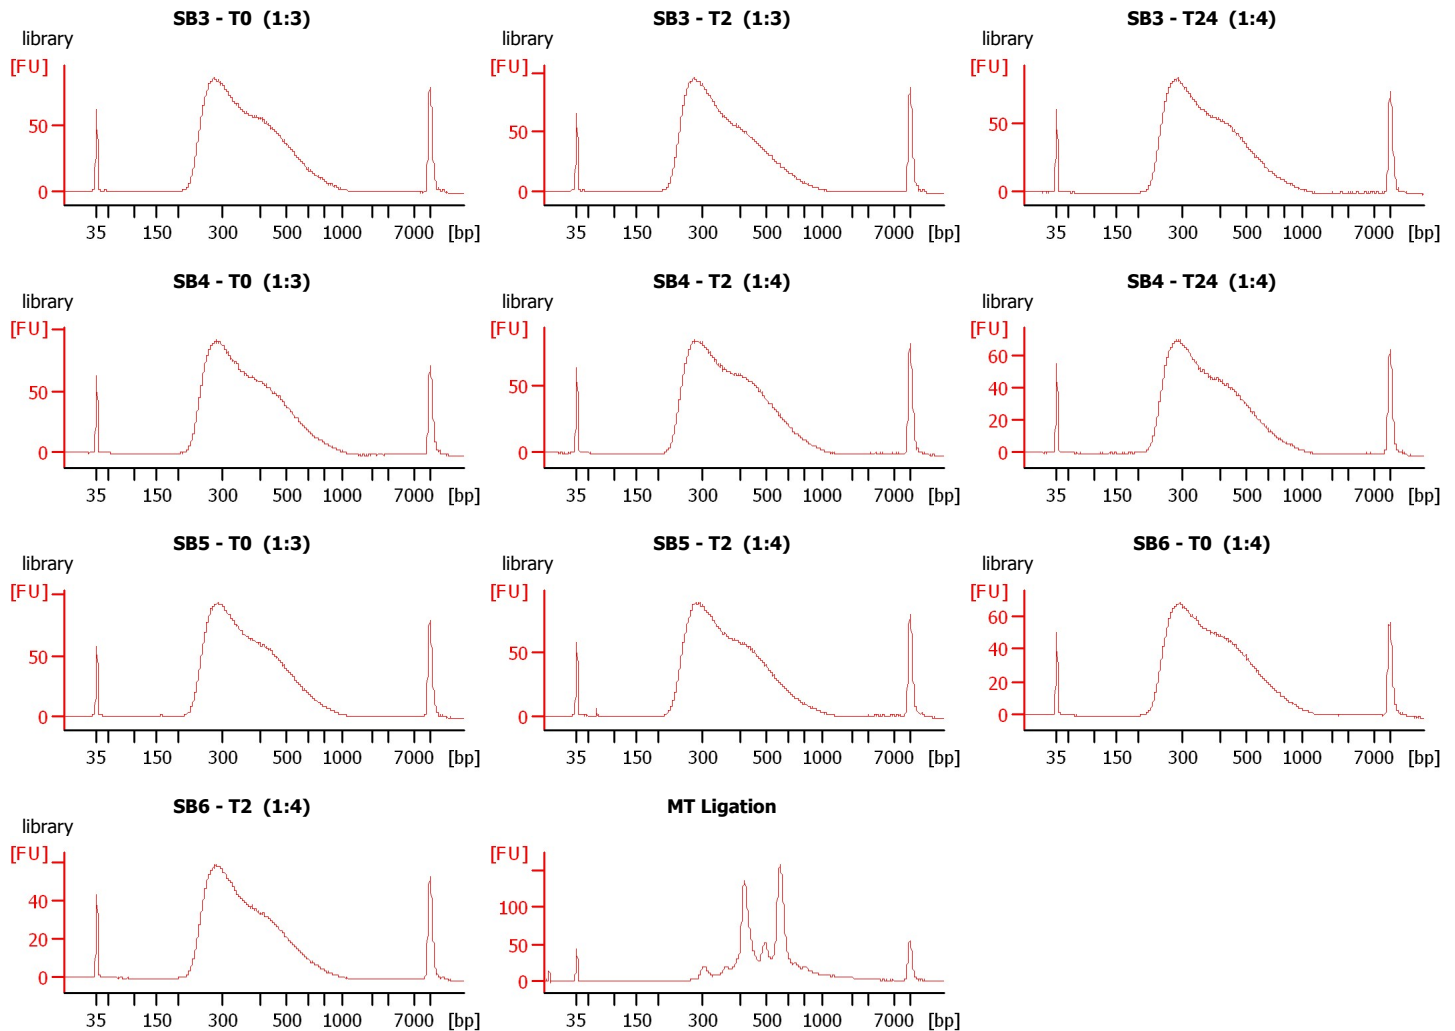 SB3 - T0 (1:3)
library
[FU]
50
0
35 150 300 500 1000 7000 [bp]
SB3 - T2 (1:3)
library
[FU]
50
0
35 150 300 500 1000 7000 [bp]
SB3 - T24 (1:4)
library
[FU]
50
0
35 150 300 500 1000 7000 [bp]
SB4 - T0 (1:3)
library
[FU]
50
0
35 150 300 500 1000 7000 [bp]
SB4 - T2 (1:4)
library
[FU]
50
0
35 150 300 500 1000 7000 [bp]
SB4 - T24 (1:4)
library
[FU]
60
40
20
0
35 150 300 500 1000 7000 [bp]
SB5 - T0 (1:3)
library
[FU]
50
0
35 150 300 500 1000 7000 [bp]
SB5 - T2 (1:4)
library
[FU]
50
0
35 150 300 500 1000 7000 [bp]
SB6 - T0 (1:4)
library
[FU]
60
40
20
0
35 150 300 500 1000 7000 [bp]
SB6 - T2 (1:4)
library
[FU]
40
20
0
35 150 300 500 1000 7000 [bp]
MT Ligation
[FU]
100
50
0
35 150 300 500 1000 7000 [bp]